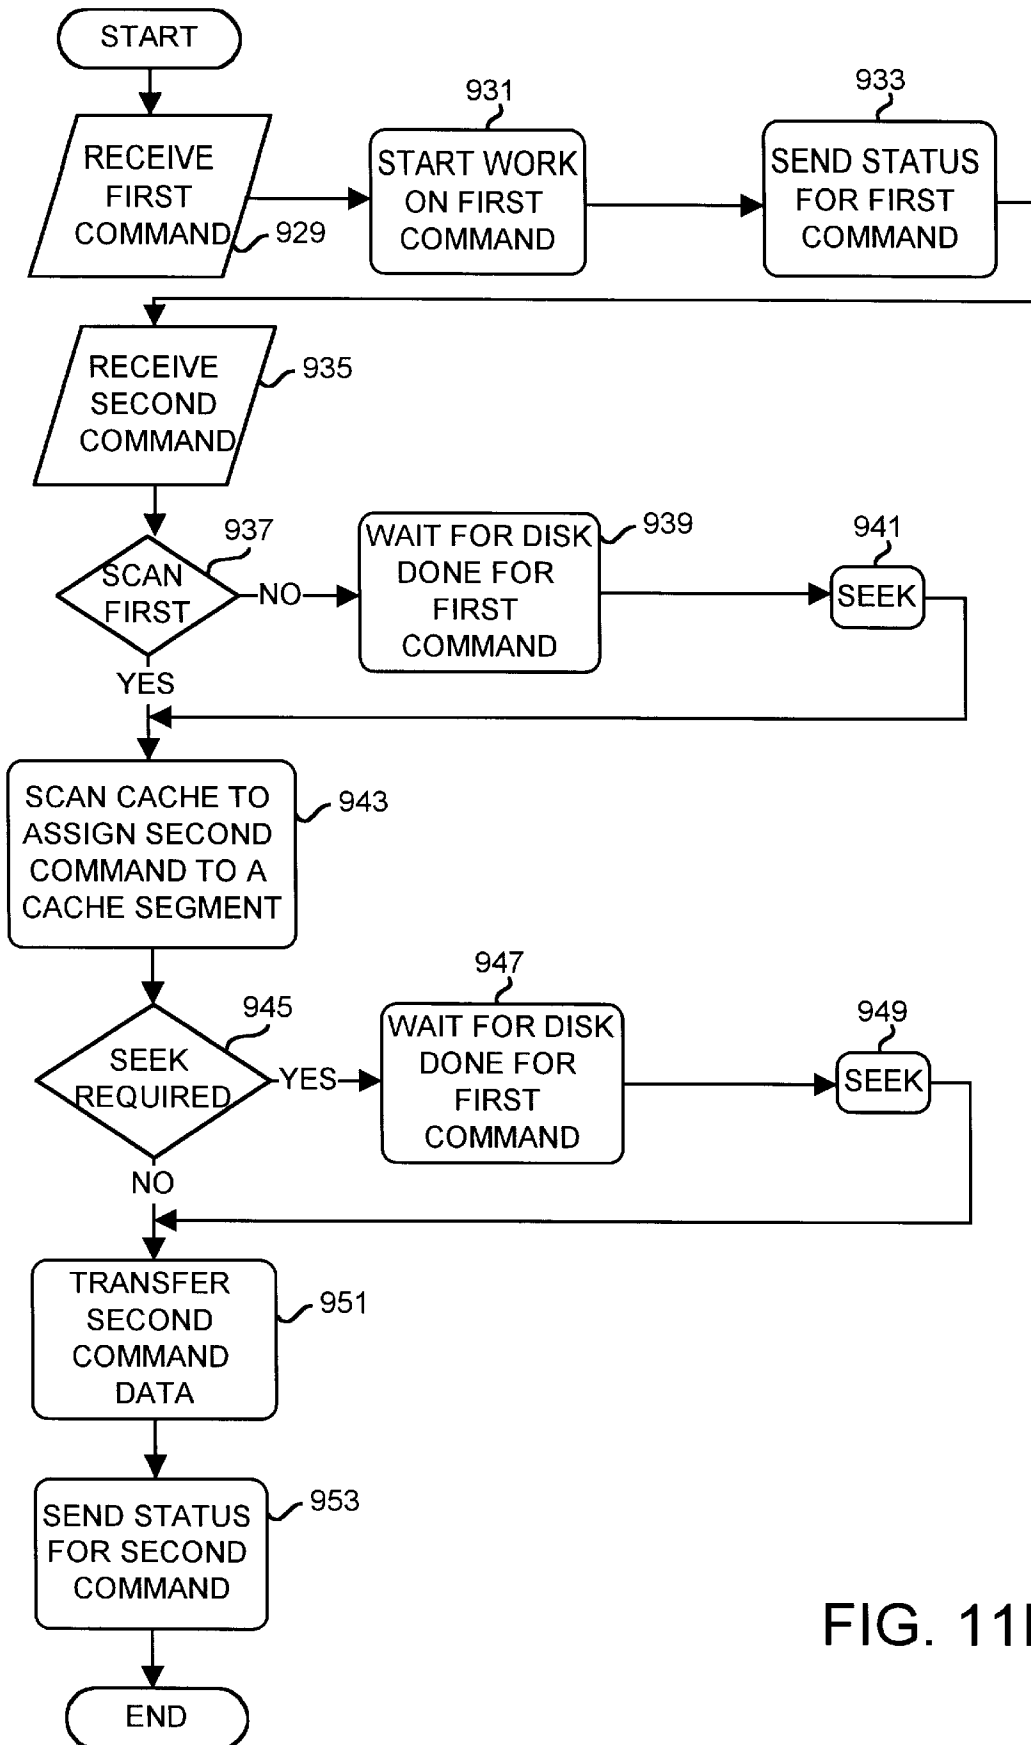 START
RECEIVE
FIRST
COMMAND
929
931
START WORK
ON FIRST
COMMAND
933
SEND STATUS
FOR FIRST
COMMAND
RECEIVE
SECOND
COMMAND
935
937
SCAN
FIRST
NO
YES
939
WAIT FOR DISK
DONE FOR
FIRST
COMMAND
941
SEEK
SCAN CACHE TO
ASSIGN SECOND
COMMAND TO A
CACHE SEGMENT
943
945
SEEK
REQUIRED
YES
NO
947
WAIT FOR DISK
DONE FOR
FIRST
COMMAND
949
SEEK
TRANSFER
SECOND
COMMAND
DATA
951
SEND STATUS
FOR SECOND
COMMAND
953
END
FIG. 11